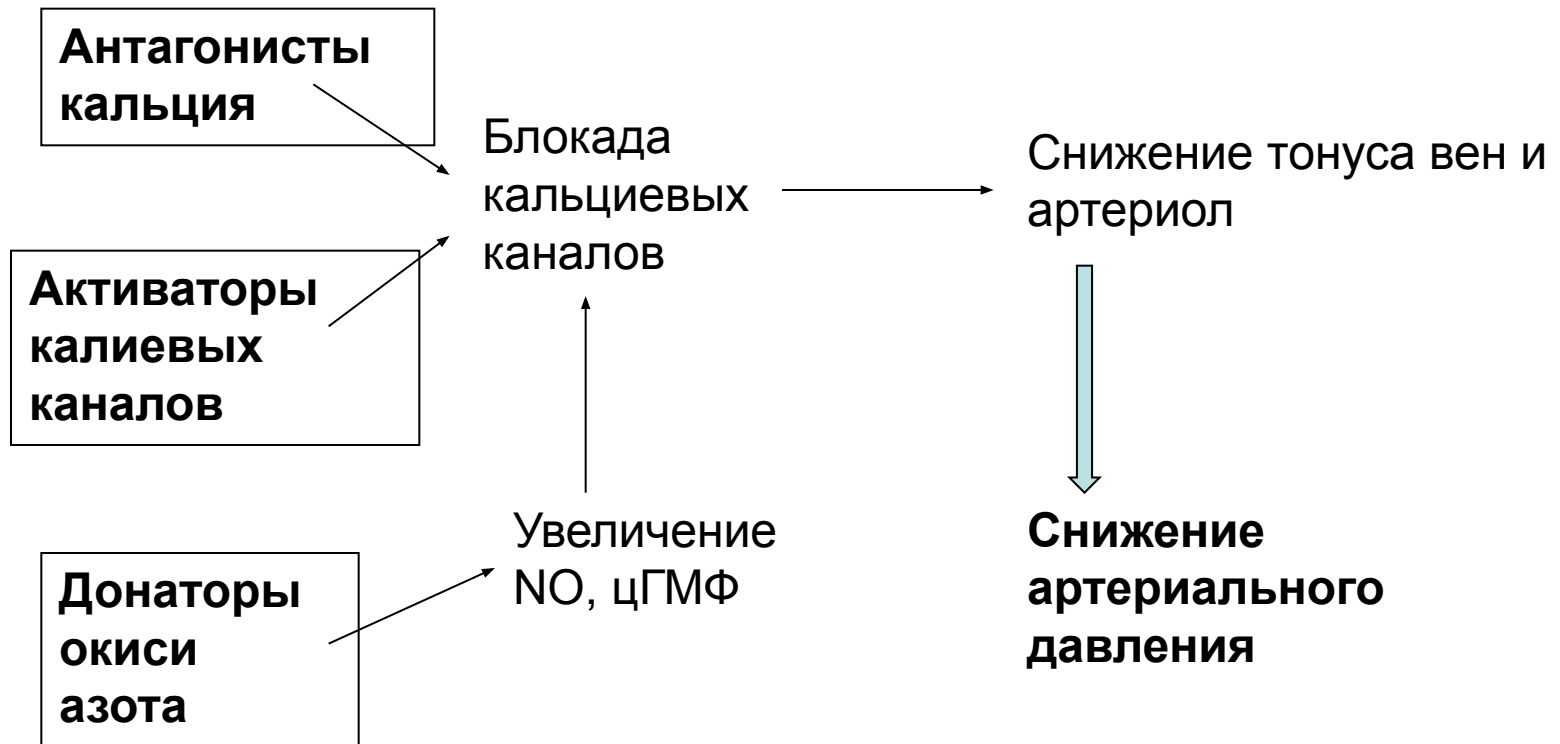 Антагонисты
кальция
Блокада
кальциевых
каналов
Снижение тонуса вен и
артериол
Активаторы
калиевых
каналов
Увеличение
NO, цГМФ
Донаторы
окиси
азота
Снижение
артериального
давления